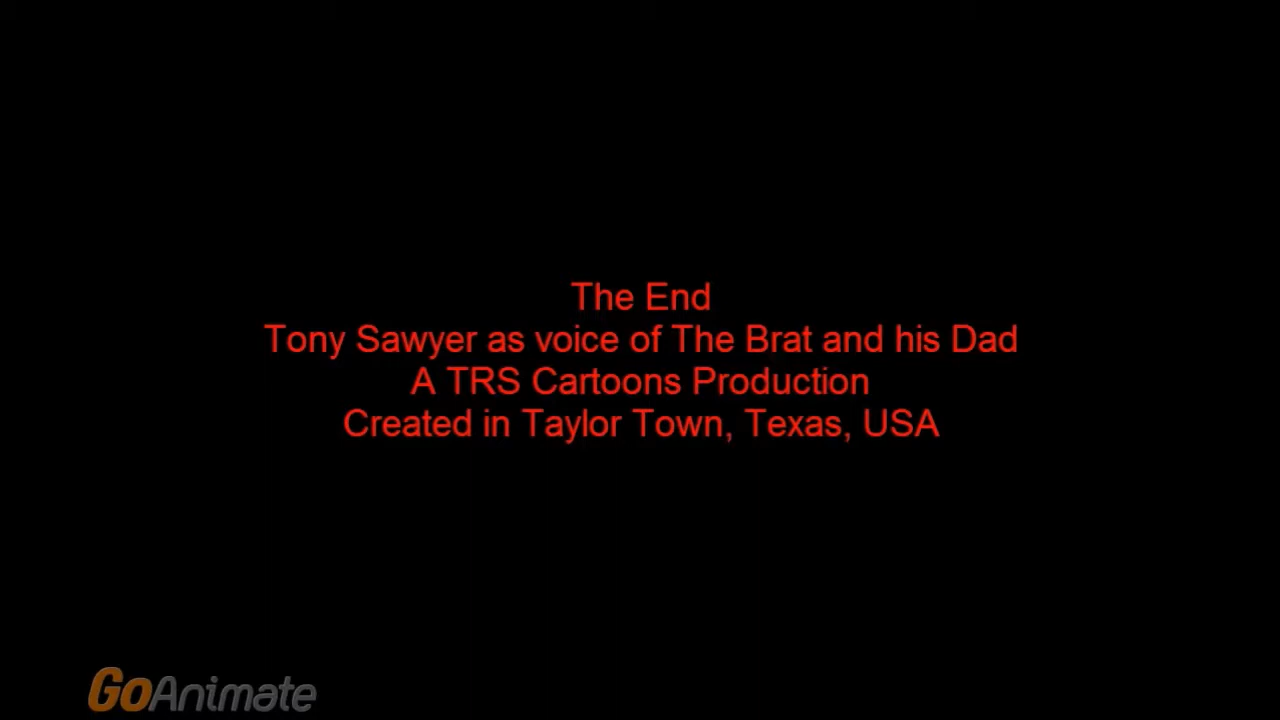 The End
Tony Sawyer as voice of The Brat and his Dad
A TRS Cartoons Production
Created in Taylor Town, Texas, USA
GoAnimate